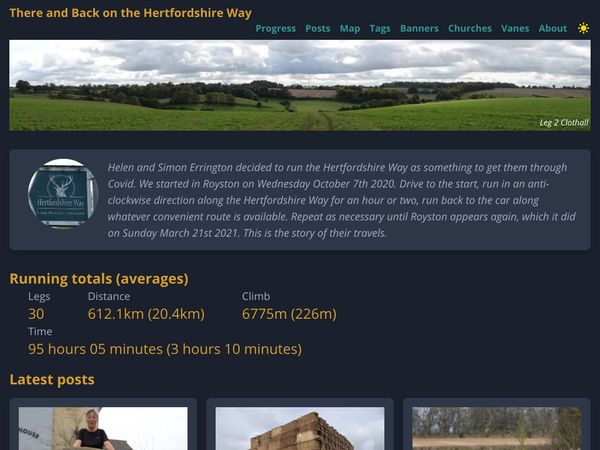 There and Back on the Hertfordshire Way
Progress Posts Map Tags Banners Churches Vanes About
Leg 2 Clothall
Hertfordshire Way
Helen and Simon Errington decided to run the Hertfordshire Way as something to get them through
Covid. We started in Royston on Wednesday October 7th 2020. Drive to the start, run in an anti-
clockwise direction along the Hertfordshire Way for an hour or two, run back to the car along
whatever convenient route is available. Repeat as necessary until Royston appears again, which it did
on Sunday March 21st 2021. This is the story of their travels.
Running totals (averages)
Legs Distance Climb
30 612.1km (20.4km) 6775m (226m)
Time
95 hours 05 minutes (3 hours 10 minutes)
Latest posts
HOUSE